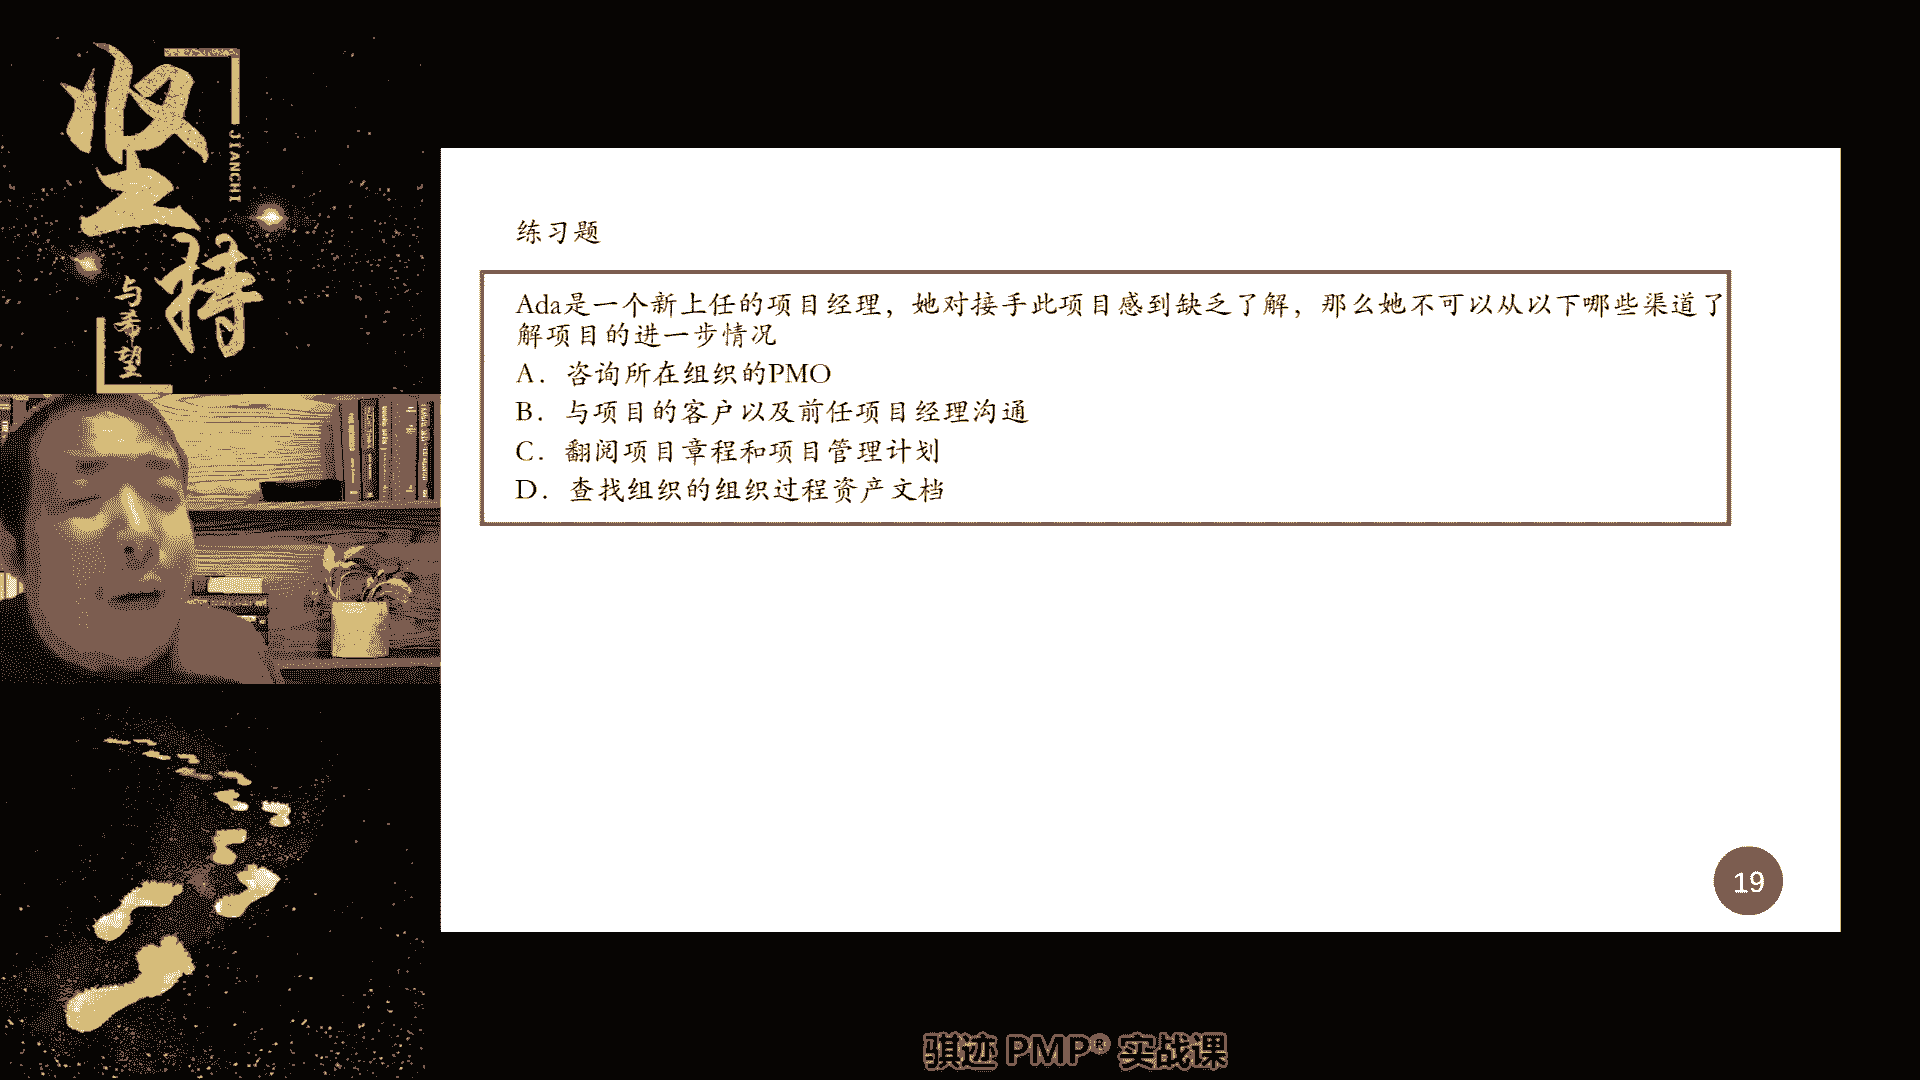 坚持
JIANCHI
与希望
练习题
Ada是一个新上任的项目经理，她对接手此项目感到缺乏了解，那么她不可以从以下哪些渠道了
解项目的进一步情况
A．咨询所在组织的PMO
B．与项目的客户以及前任项目经理沟通
C．翻阅项目章程和项目管理计划
D．查找组织的组织过程资产文档
19
骐迹 PMP® 实战课